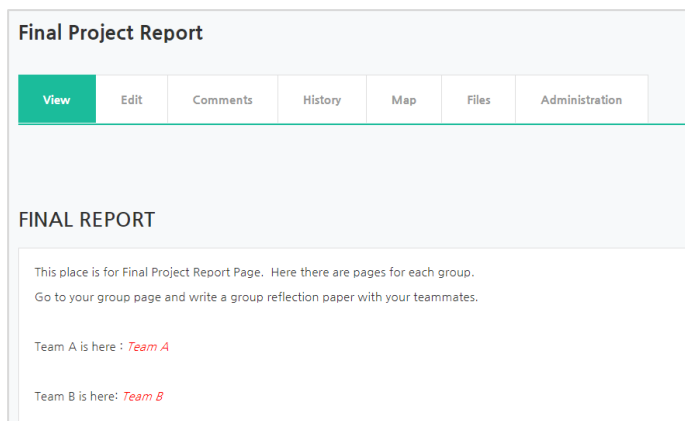 Final Project Report
View Edit Comments History Map Files Administration
FINAL REPORT
This place is for Final Project Report Page. Here there are pages for each group.
Go to your group page and write a group reflection paper with your teammates.
Team A is here : Team A
Team B is here: Team B